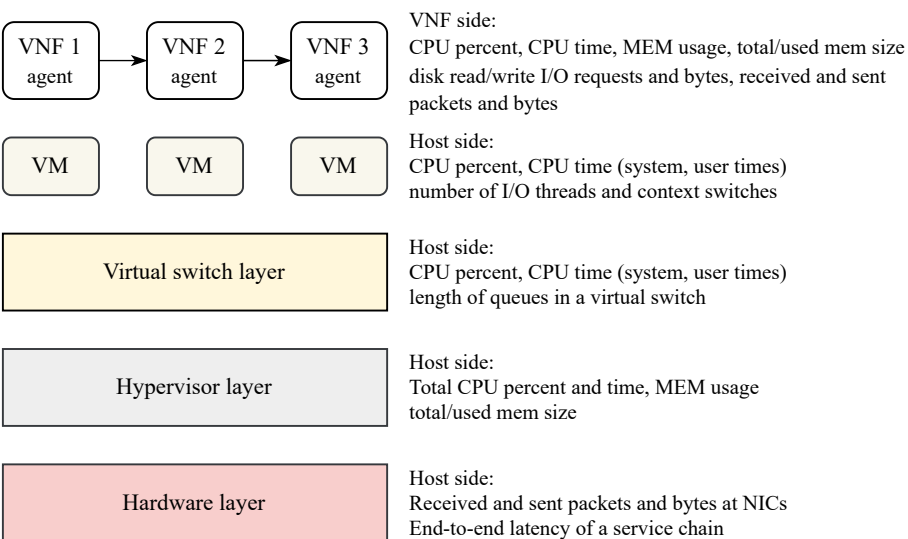 VNF 1
agent
VNF 2
agent
VNF 3
agent
VNF side:
CPU percent, CPU time, MEM usage, total/used mem size
disk read/write I/O requests and bytes, received and sent
packets and bytes
VM
VM
VM
Host side:
CPU percent, CPU time (system, user times)
number of I/O threads and context switches
Virtual switch layer
Host side:
CPU percent, CPU time (system, user times)
length of queues in a virtual switch
Hypervisor layer
Host side:
Total CPU percent and time, MEM usage
total/used mem size
Hardware layer
Host side:
Received and sent packets and bytes at NICs
End-to-end latency of a service chain